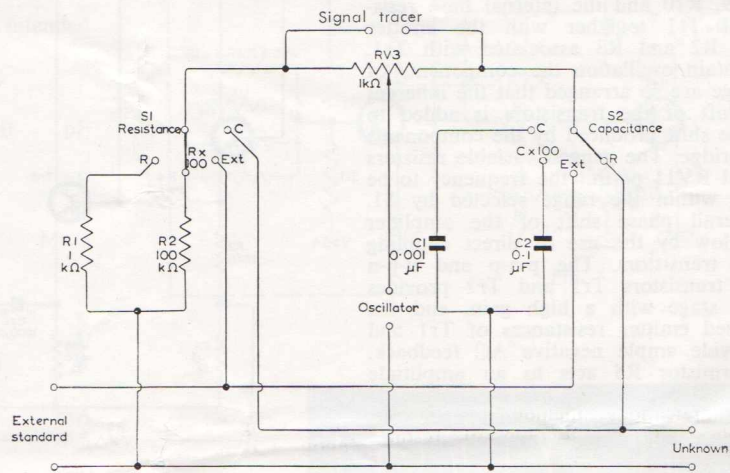 Signal tracer
RV3
1kΩ
S1
Resistance
C
R
Rx
100
Ext
R1
1
kΩ
R2
100
kΩ
C
S2
Capacitance
Cx100
Ext
R
C1
0·001
µF
C2
0·1
µF
Oscillator
External
standard
Unknown